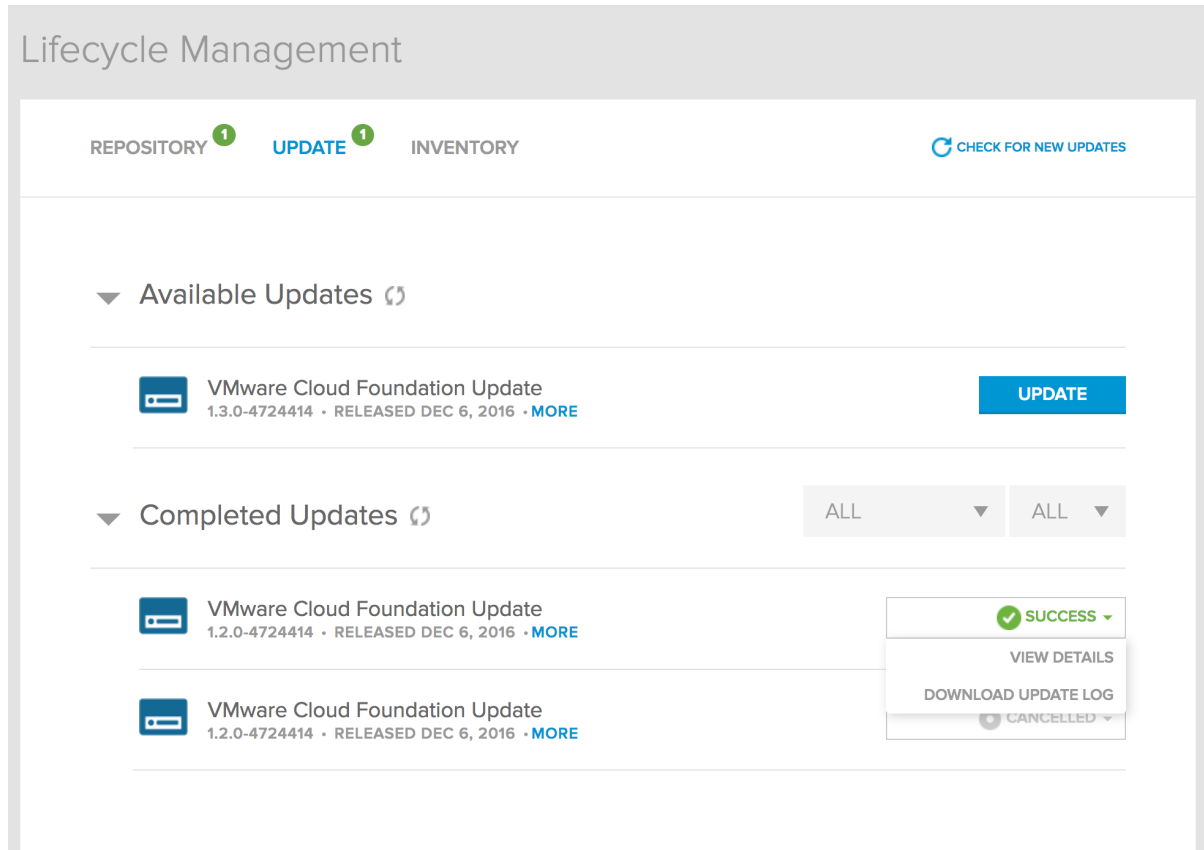 Lifecycle Management
REPOSITORY 1 UPDATE 1 INVENTORY CHECK FOR NEW UPDATES
Available Updates
VMware Cloud Foundation Update
1.3.0-4724414 • RELEASED DEC 6, 2016 • MORE
UPDATE
Completed Updates
ALL ALL
VMware Cloud Foundation Update
1.2.0-4724414 • RELEASED DEC 6, 2016 • MORE
SUCCESS
VIEW DETAILS
DOWNLOAD UPDATE LOG
VMware Cloud Foundation Update
1.2.0-4724414 • RELEASED DEC 6, 2016 • MORE
CANCELLED